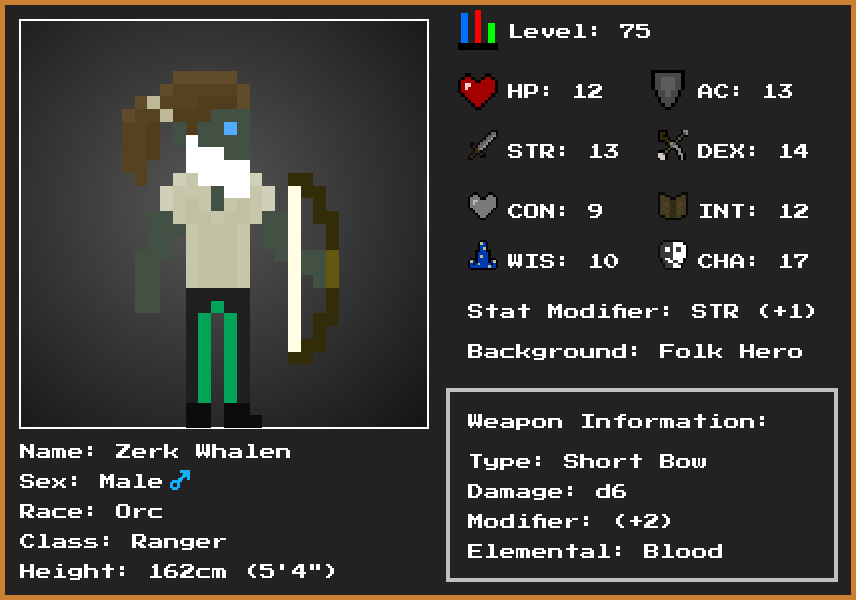 Level: 75
HP: 12 AC: 13
STR: 13 DEX: 14
CON: 9 INT: 12
WIS: 10 CHA: 17
Stat Modifier: STR (+1)
Background: Folk Hero
Weapon Information:
Type: Short Bow
Damage: d6
Modifier: (+2)
Elemental: Blood
Name: Zerk Whalen
Sex: Male ♂
Race: Orc
Class: Ranger
Height: 162cm (5'4")